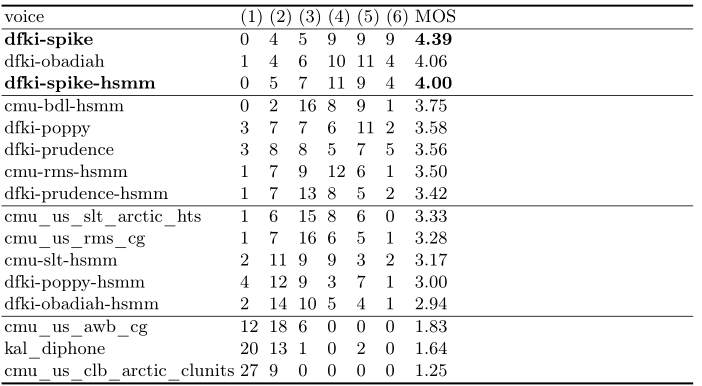 voice (1) (2) (3) (4) (5) (6) MOS
dfki-spike 0 4 5 9 9 9 4.39
dfki-obadiah 1 4 6 10 11 4 4.06
dfki-spike-hsmm 0 5 7 11 9 4 4.00
cmu-bdl-hsmm 0 2 16 8 9 1 3.75
dfki-poppy 3 7 7 6 11 2 3.58
dfki-prudence 3 8 8 5 7 5 3.56
cmu-rms-hsmm 1 7 9 12 6 1 3.50
dfki-prudence-hsmm 1 7 13 8 5 2 3.42
cmu_us_slt_arctic_hts 1 6 15 8 6 0 3.33
cmu_us_rms_cg 1 7 16 6 5 1 3.28
cmu-slt-hsmm 2 11 9 9 3 2 3.17
dfki-poppy-hsmm 4 12 9 3 7 1 3.00
dfki-obadiah-hsmm 2 14 10 5 4 1 2.94
cmu_us_awb_cg 12 18 6 0 0 0 1.83
kal_diphone 20 13 1 0 2 0 1.64
cmu_us_clb_arctic_clunits 27 9 0 0 0 0 1.25